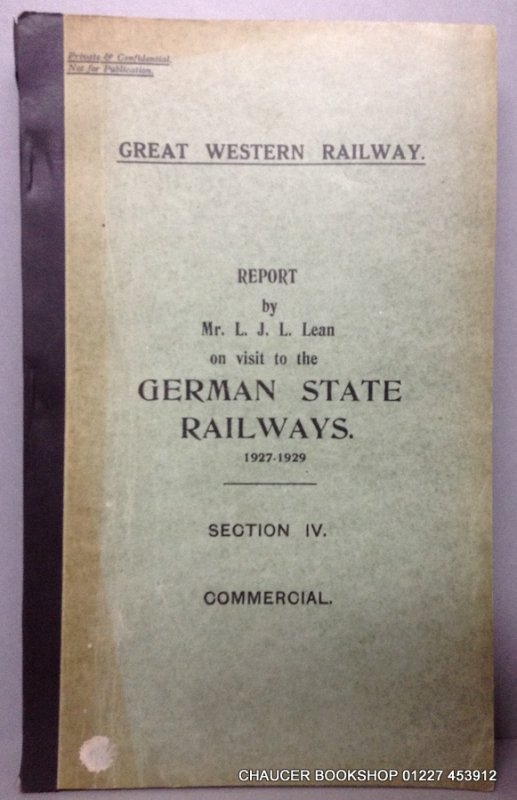 Private & Confidential.
Not for Publication.
GREAT WESTERN RAILWAY.
REPORT
by
Mr. L. J. L. Lean
on visit to the
GERMAN STATE
RAILWAYS.
1927-1929
SECTION IV.
COMMERCIAL.
CHAUCER BOOKSHOP 01227 453912